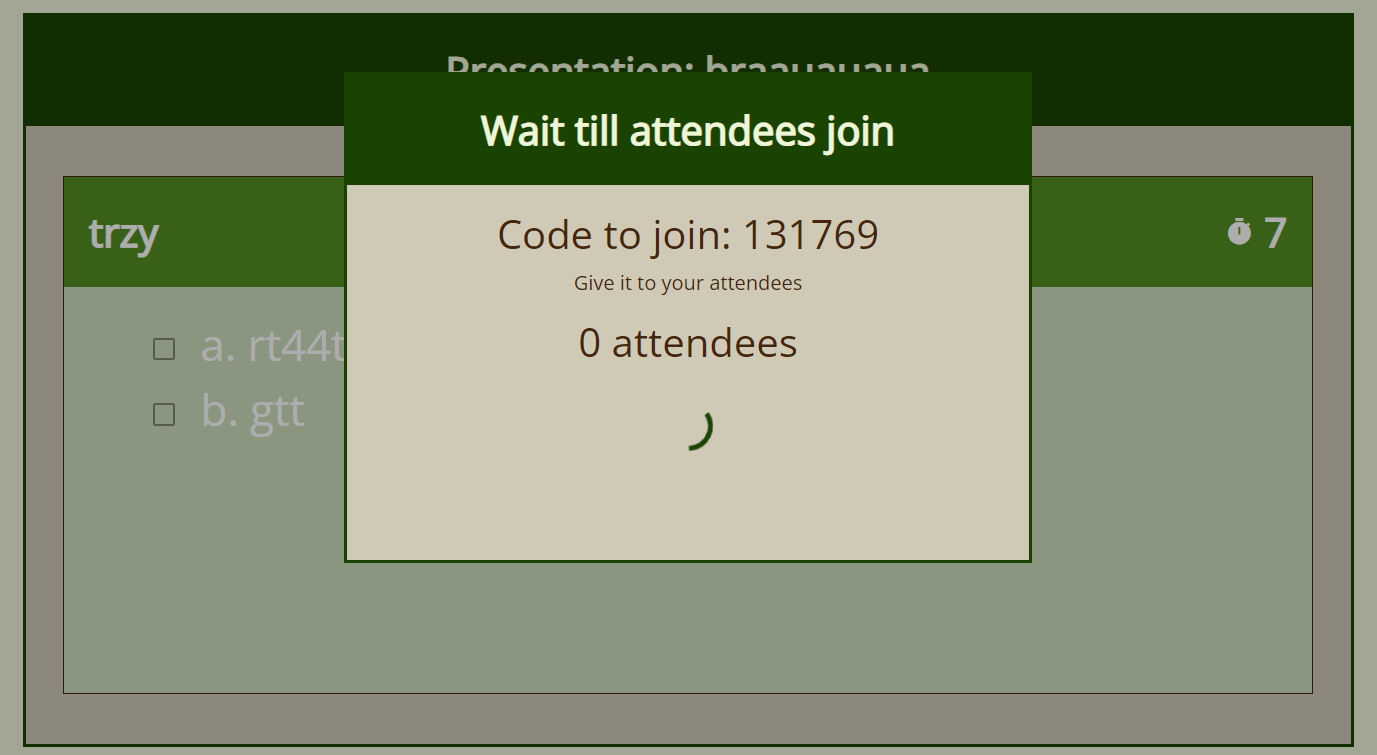 Presentation: braauauaua
Wait till attendees join
trzy
7
Code to join: 131769
Give it to your attendees
0 attendees
a. rt44t
b. gtt